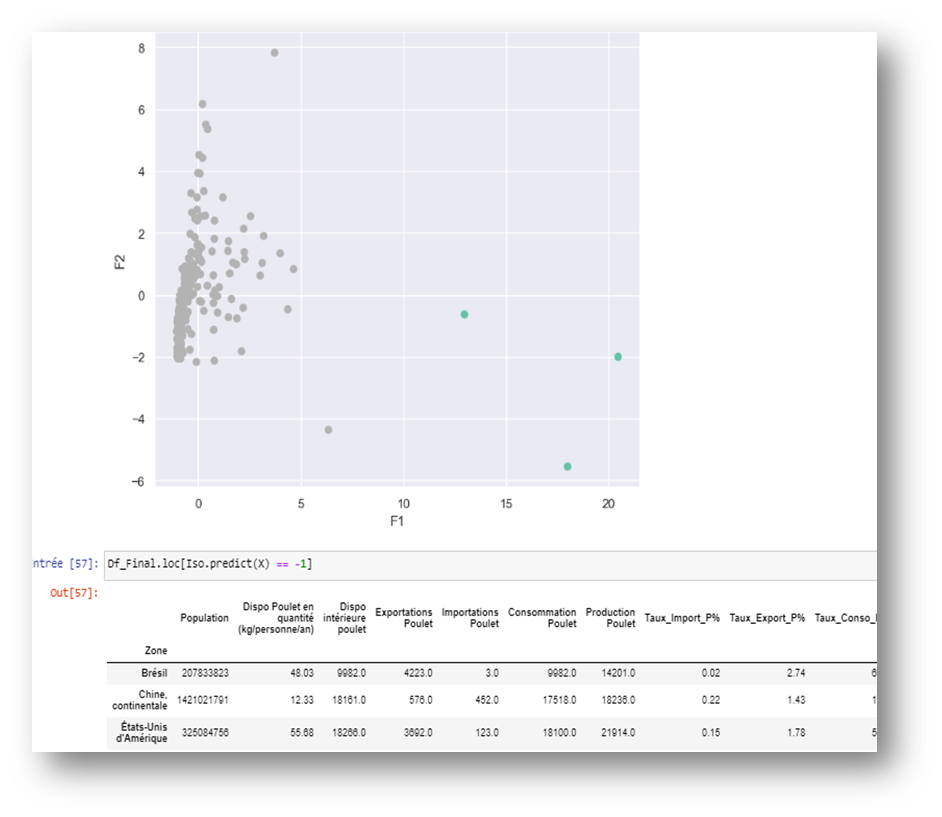 8
6
4
2
0
−2
−4
−6
F2
0 5 10 15 20
F1
ntrée [57]: Df_Final.loc[Iso.predict(X) == -1]
Out[57]:
Population Dispo Poulet en quantité (kg/personne/an) Dispo intérieure poulet Exportations Poulet Importations Poulet Consommation Poulet Production Poulet Taux_Import_P% Taux_Export_P% Taux_Conso_
Zone
Brésil 207833823 48.03 9982.0 4223.0 3.0 9982.0 14201.0 0.02 2.74 6
Chine, continentale 1421021791 12.33 18161.0 576.0 452.0 17518.0 18236.0 0.22 1.43 1
États-Unis d'Amérique 325084756 55.68 18266.0 3692.0 123.0 18100.0 21914.0 0.15 1.78 5